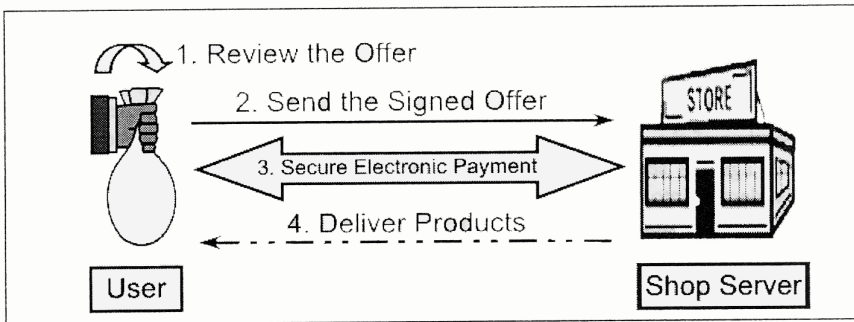 1. Review the Offer
2. Send the Signed Offer
STORE
3. Secure Electronic Payment
4. Deliver Products
User
Shop Server